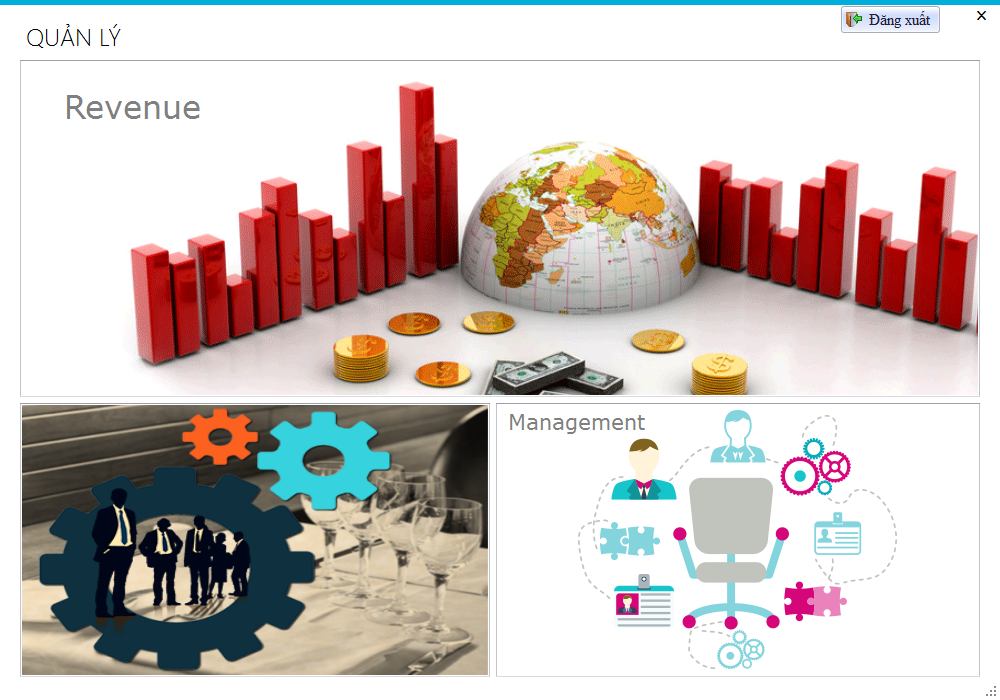 Đăng xuất
QUẢN LÝ
Revenue
Management